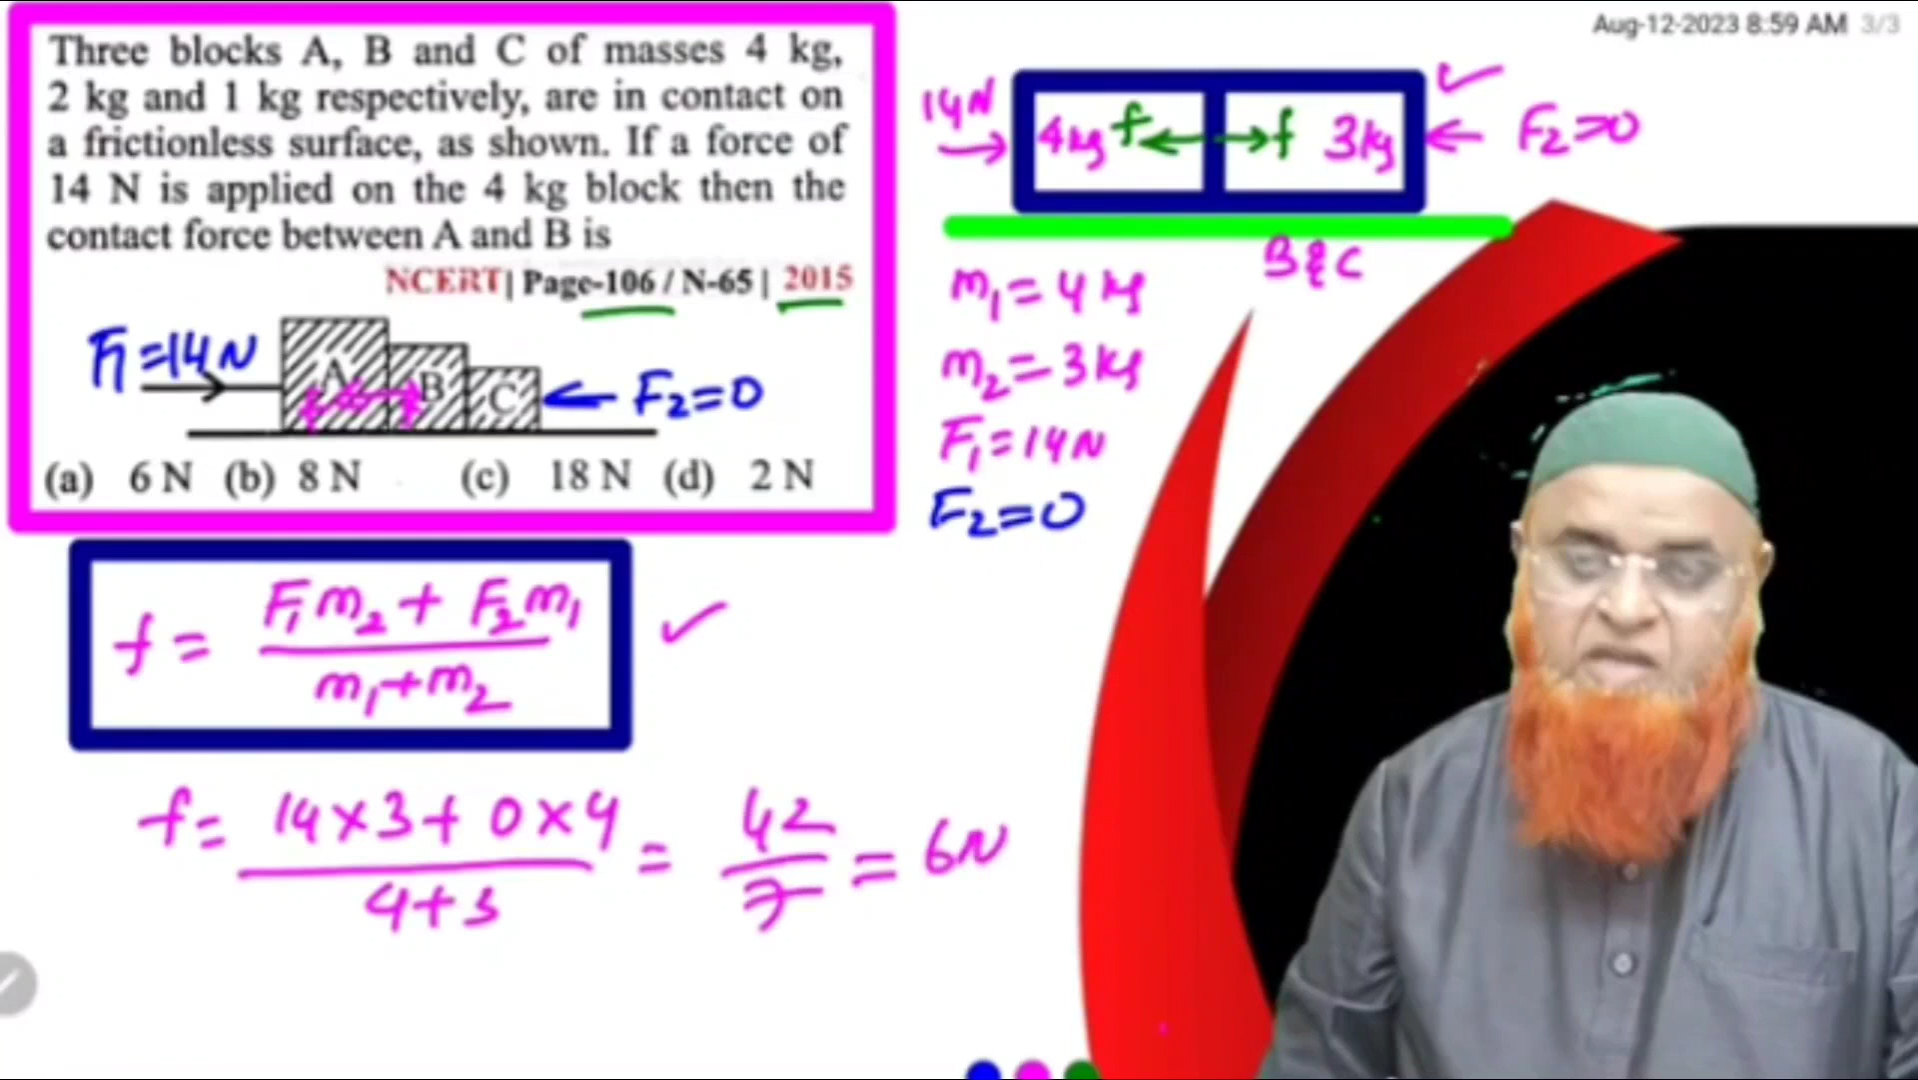 Aug-12-2023 8:59 AM 3/3
Three blocks A, B and C of masses 4 kg,
2 kg and 1 kg respectively, are in contact on
a frictionless surface, as shown. If a force of
14 N is applied on the 4 kg block then the
contact force between A and B is
NCERT| Page-106 / N-65 | 2015
F1=14N
A
B
C
F2=0
(a) 6 N (b) 8 N (c) 18 N (d) 2 N
14N
4kg f f 3kg
F2=0
B & C
m1=4 kg
m2=3kg
F1=14N
F2=0
f= F1m2+F2m1
m1+m2
f= 14×3+0×4 = 42 = 6N
4+3 7